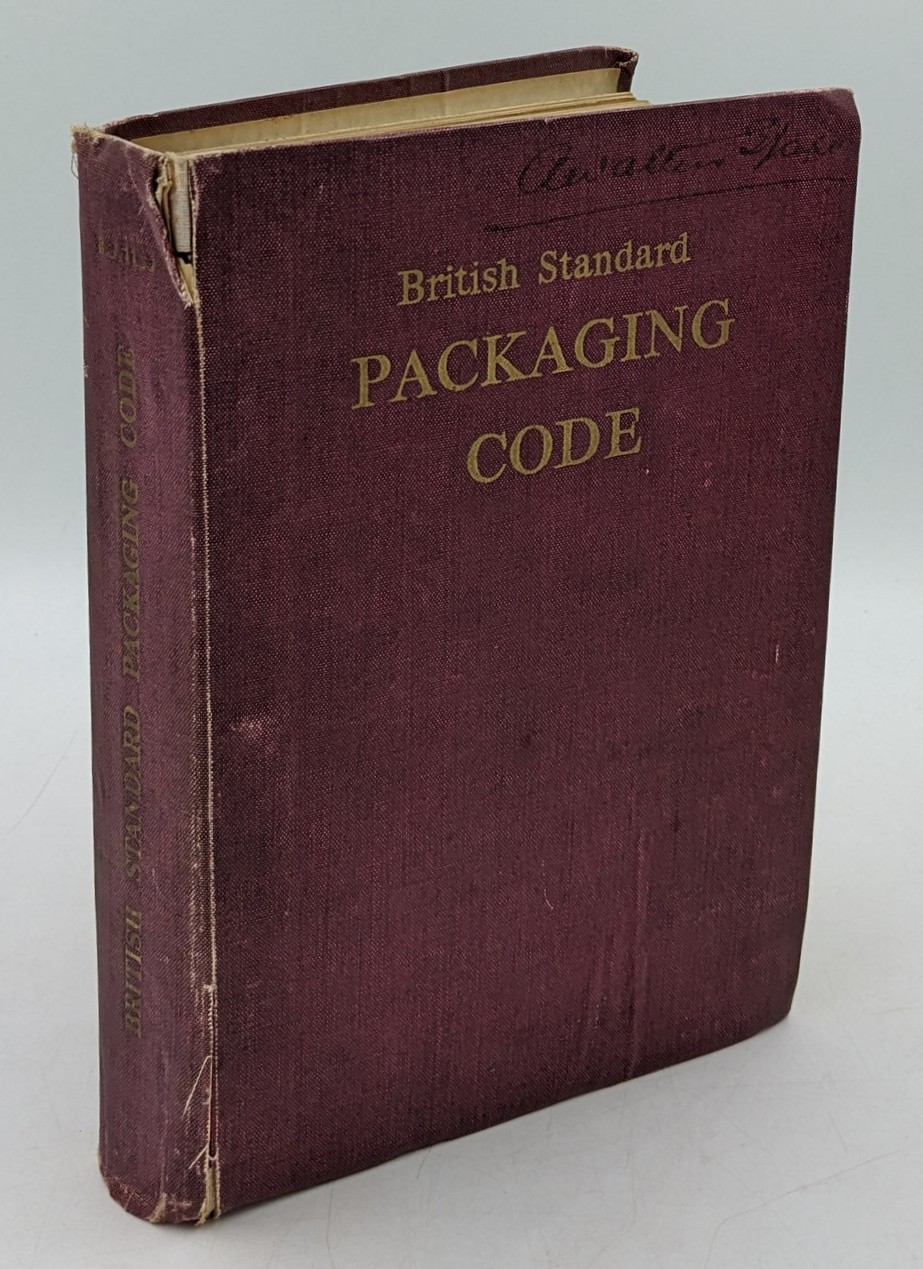 British Standard
PACKAGING
CODE
BRITISH STANDARD PACKAGING CODE